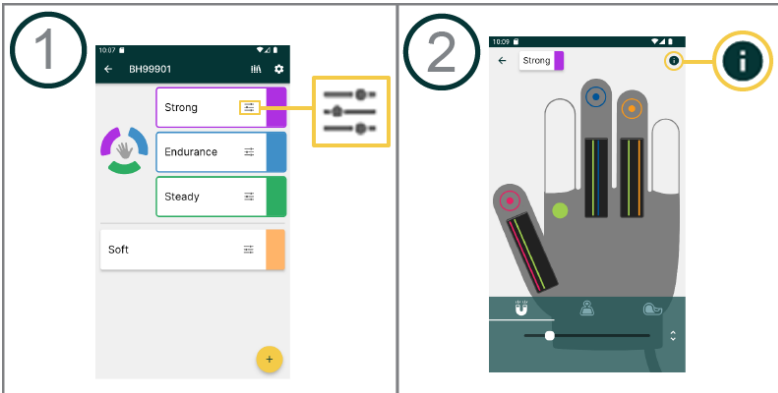 1
10:07
BH99901
Strong
Endurance
Steady
Soft
+
2
10:09
Strong
i
i